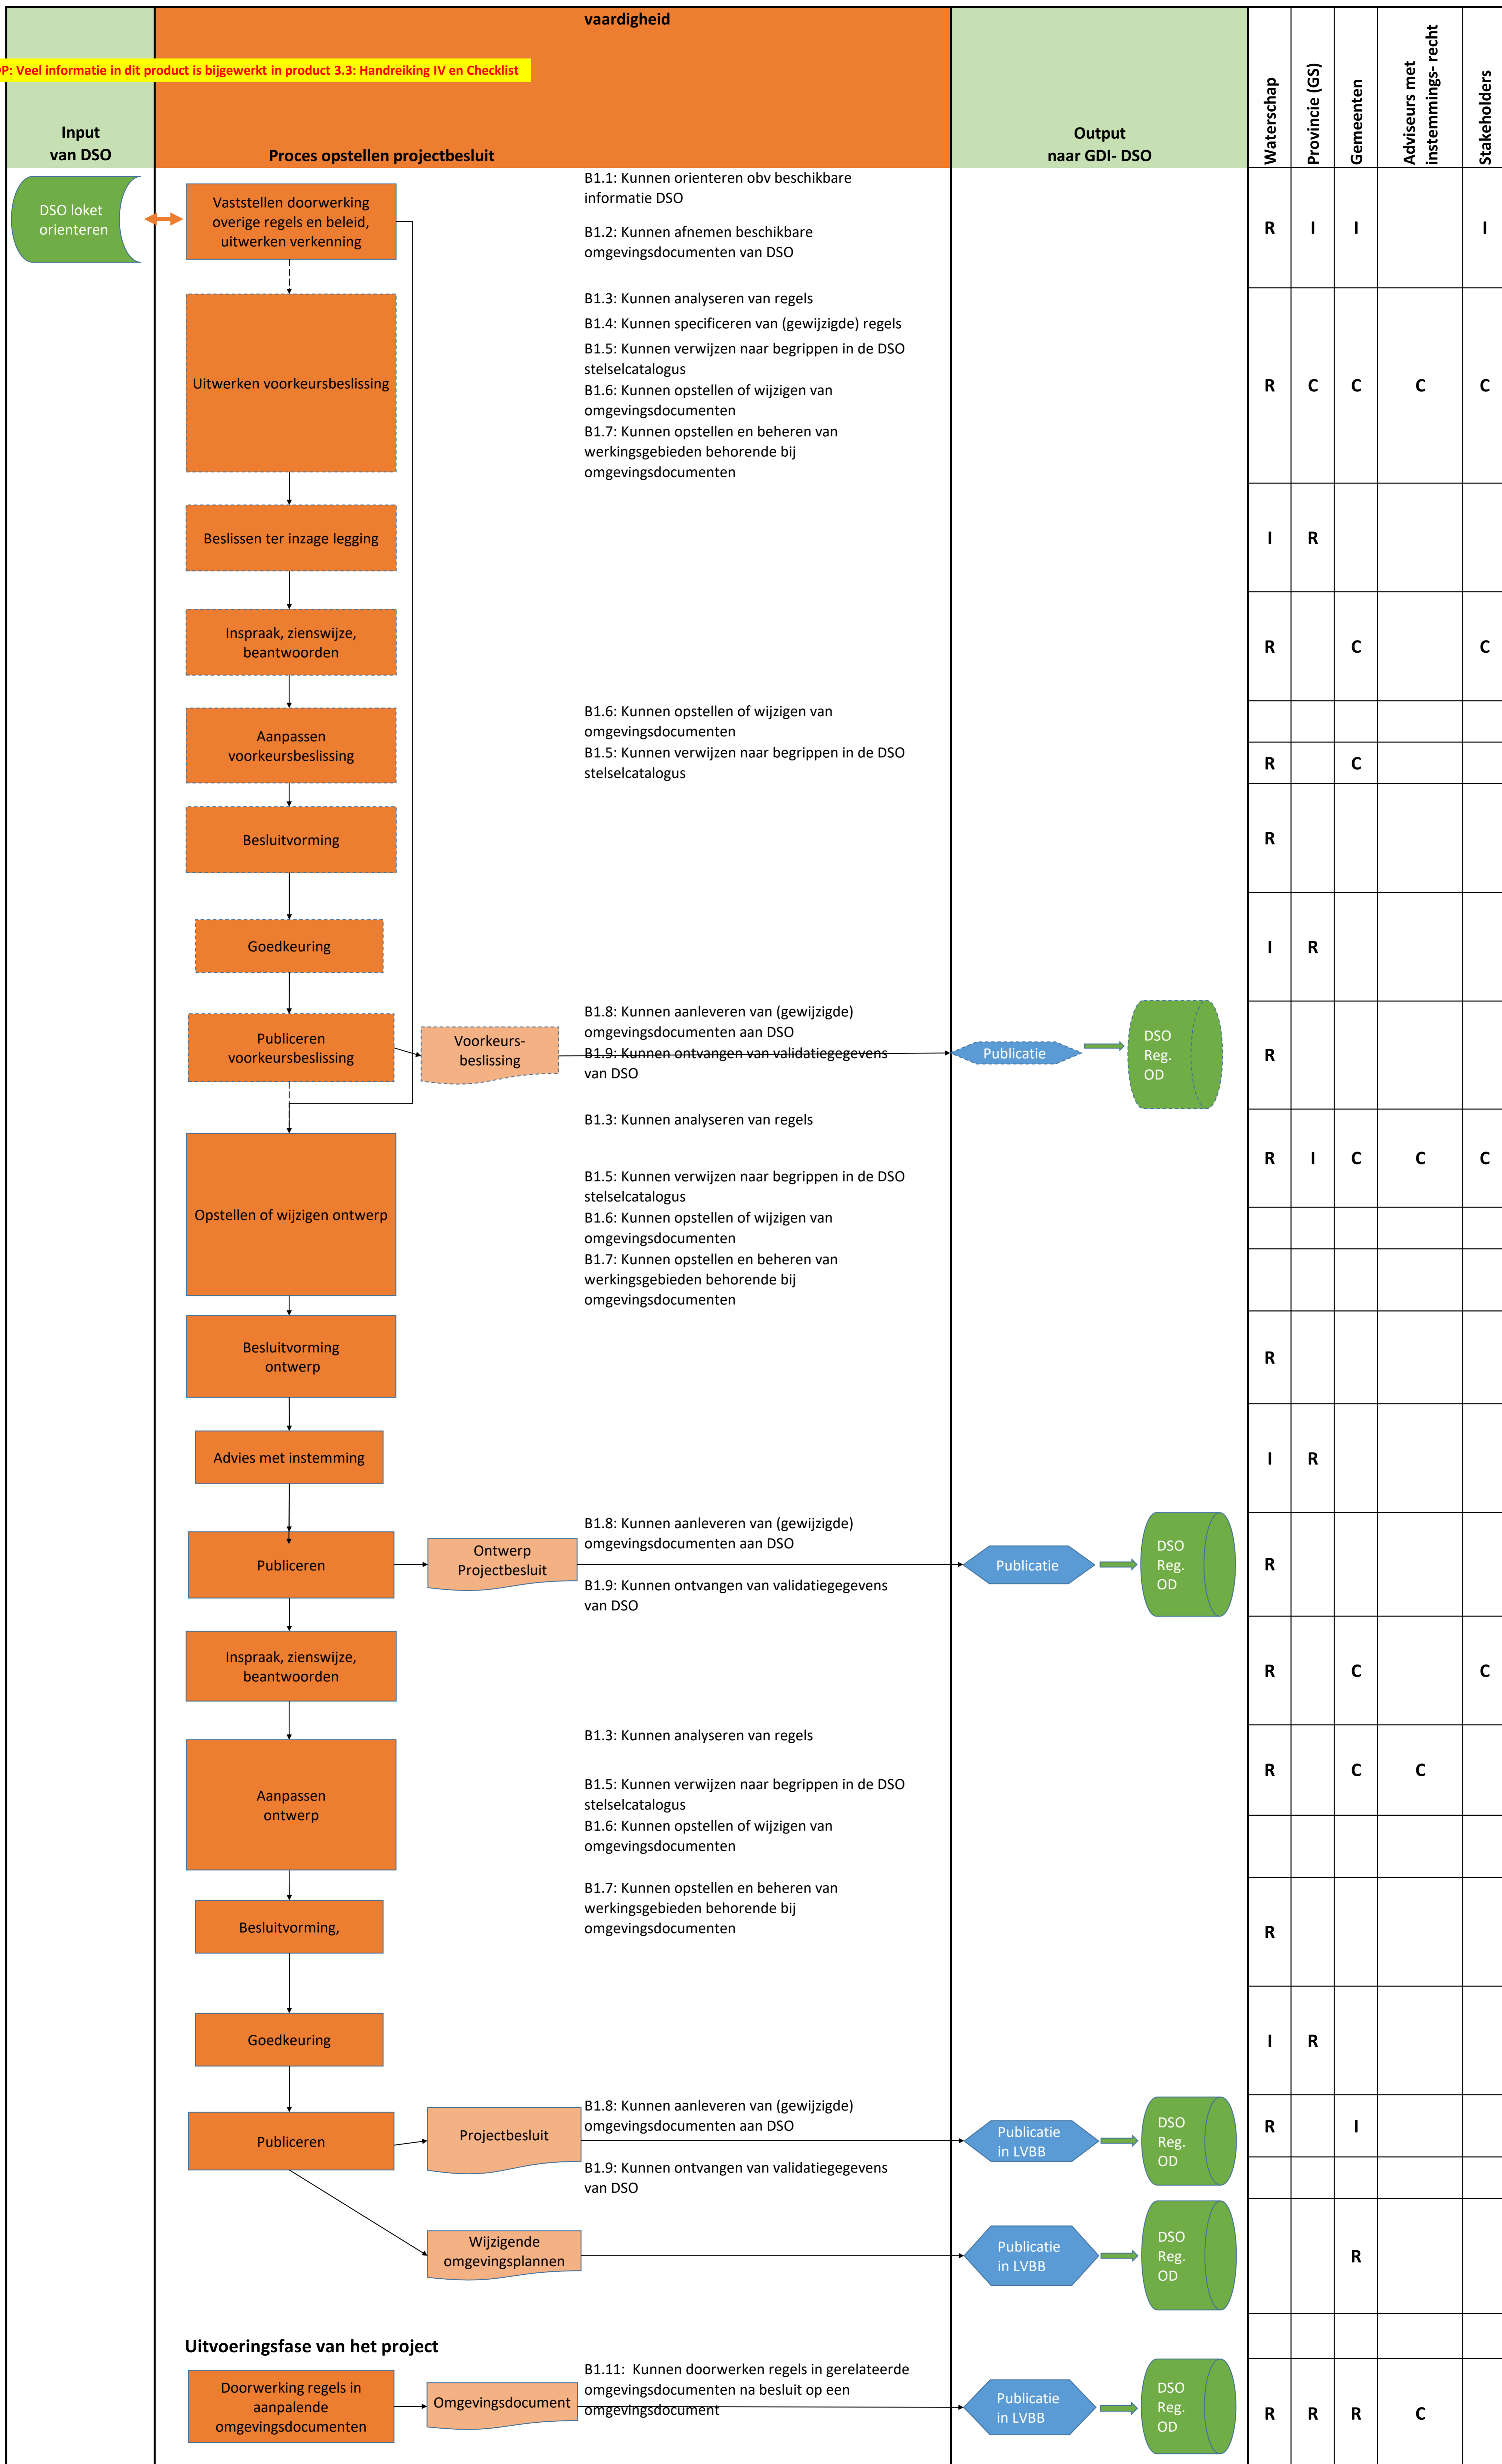 vaardigheid
OP: Veel informatie in dit product is bijgewerkt in product 3.3: Handreiking IV en Checklist
Input
van DSO
Proces opstellen projectbesluit
Output
naar GDI- DSO
Waterschap
Provincie (GS)
Gemeenten
Adviseurs met
instemmings- recht
Stakeholders
DSO loket
orienteren
Vaststellen doorwerking
overige regels en beleid,
uitwerken verkenning
B1.1: Kunnen orienteren obv beschikbare
informatie DSO
B1.2: Kunnen afnemen beschikbare
omgevingsdocumenten van DSO
R I I I
Uitwerken voorkeursbeslissing
B1.3: Kunnen analyseren van regels
B1.4: Kunnen specificeren van (gewijzigde) regels
B1.5: Kunnen verwijzen naar begrippen in de DSO
stelselcatalogus
B1.6: Kunnen opstellen of wijzigen van
omgevingsdocumenten
B1.7: Kunnen opstellen en beheren van
werkingsgebieden behorende bij
omgevingsdocumenten
R C C C C
Beslissen ter inzage legging
I R
Inspraak, zienswijze,
beantwoorden
R C C
Aanpassen
voorkeursbeslissing
B1.6: Kunnen opstellen of wijzigen van
omgevingsdocumenten
B1.5: Kunnen verwijzen naar begrippen in de DSO
stelselcatalogus
R C
Besluitvorming
R
Goedkeuring
I R
Publiceren
voorkeursbeslissing
Voorkeurs-
beslissing
B1.8: Kunnen aanleveren van (gewijzigde)
omgevingsdocumenten aan DSO
B1.9: Kunnen ontvangen van validatiegegevens
van DSO
Publicatie
DSO
Reg.
OD
R
Opstellen of wijzigen ontwerp
B1.3: Kunnen analyseren van regels
B1.5: Kunnen verwijzen naar begrippen in de DSO
stelselcatalogus
B1.6: Kunnen opstellen of wijzigen van
omgevingsdocumenten
B1.7: Kunnen opstellen en beheren van
werkingsgebieden behorende bij
omgevingsdocumenten
R I C C C
Besluitvorming
ontwerp
R
Advies met instemming
I R
Publiceren
Ontwerp
Projectbesluit
B1.8: Kunnen aanleveren van (gewijzigde)
omgevingsdocumenten aan DSO
B1.9: Kunnen ontvangen van validatiegegevens
van DSO
Publicatie
DSO
Reg.
OD
R
Inspraak, zienswijze,
beantwoorden
R C C
Aanpassen
ontwerp
B1.3: Kunnen analyseren van regels
B1.5: Kunnen verwijzen naar begrippen in de DSO
stelselcatalogus
B1.6: Kunnen opstellen of wijzigen van
omgevingsdocumenten
B1.7: Kunnen opstellen en beheren van
werkingsgebieden behorende bij
omgevingsdocumenten
R C C
Besluitvorming,
R
Goedkeuring
I R
Publiceren
Projectbesluit
B1.8: Kunnen aanleveren van (gewijzigde)
omgevingsdocumenten aan DSO
B1.9: Kunnen ontvangen van validatiegegevens
van DSO
Publicatie
in LVBB
DSO
Reg.
OD
R I
Wijzigende
omgevingsplannen
Publicatie
in LVBB
DSO
Reg.
OD
R
Uitvoeringsfase van het project
Doorwerking regels in
aanpalende
omgevingsdocumenten
Omgevingsdocument
B1.11: Kunnen doorwerken regels in gerelateerde
omgevingsdocumenten na besluit op een
omgevingsdocument
Publicatie
in LVBB
DSO
Reg.
OD
R R R C